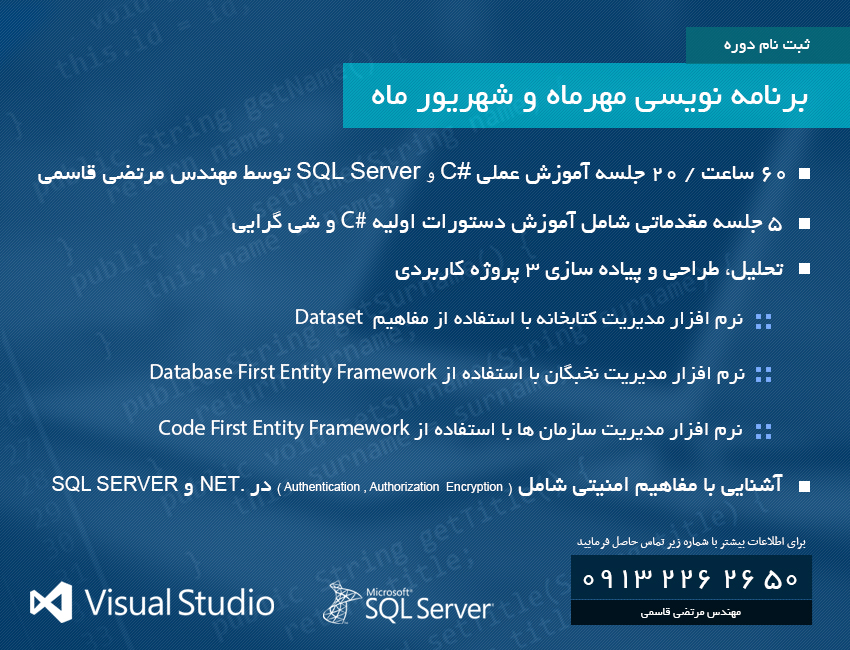 ثبت نام دوره
برنامه نویسی مهرماه و شهریور ماه
۶۰ ساعت / ۲۰ جلسه آموزش عملی C# و SQL Server توسط مهندس مرتضی قاسمی
۵ جلسه مقدماتی شامل آموزش دستورات اولیه C# و شی گرایی
تحلیل، طراحی و پیاده سازی ۳ پروژه کاربردی
نرم افزار مدیریت کتابخانه با استفاده از مفاهیم Dataset
نرم افزار مدیریت نخبگان با استفاده از Database First Entity Framework
نرم افزار مدیریت سازمان ها با استفاده از Code First Entity Framework
آشنایی با مفاهیم امنیتی شامل ( Authentication , Authorization Encryption ) در .NET و SQL SERVER
برای اطلاعات بیشتر با شماره زیر تماس حاصل فرمایید
۰۹۱۳ ۲۲۶ ۲۶ ۵۰
مهندس مرتضی قاسمی
Microsoft
SQL Server
Visual Studio